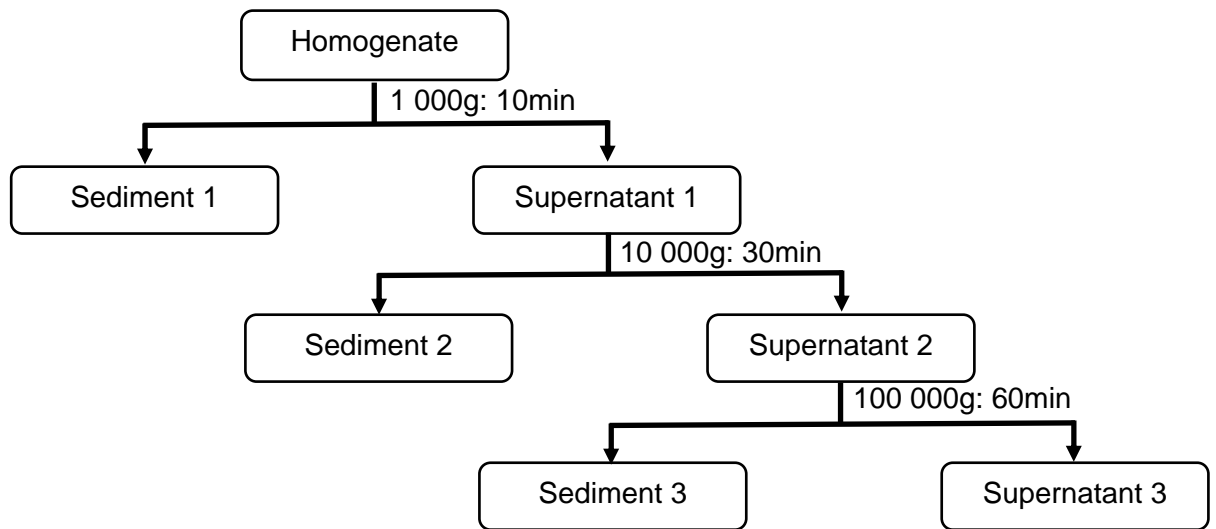 Homogenate
1 000g: 10min
Sediment 1
Supernatant 1
10 000g: 30min
Sediment 2
Supernatant 2
100 000g: 60min
Sediment 3
Supernatant 3